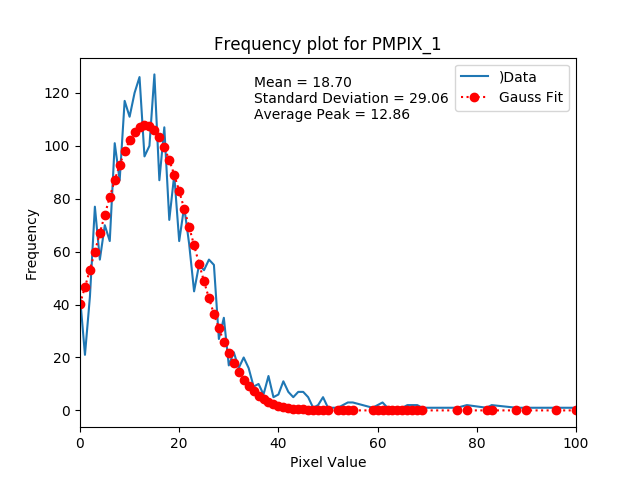 Frequency plot for PMPIX_1
Mean = 18.70
Standard Deviation = 29.06
Average Peak = 12.86
)Data
Gauss Fit
Frequency
120
100
80
60
40
20
0
0 20 40 60 80 100
Pixel Value